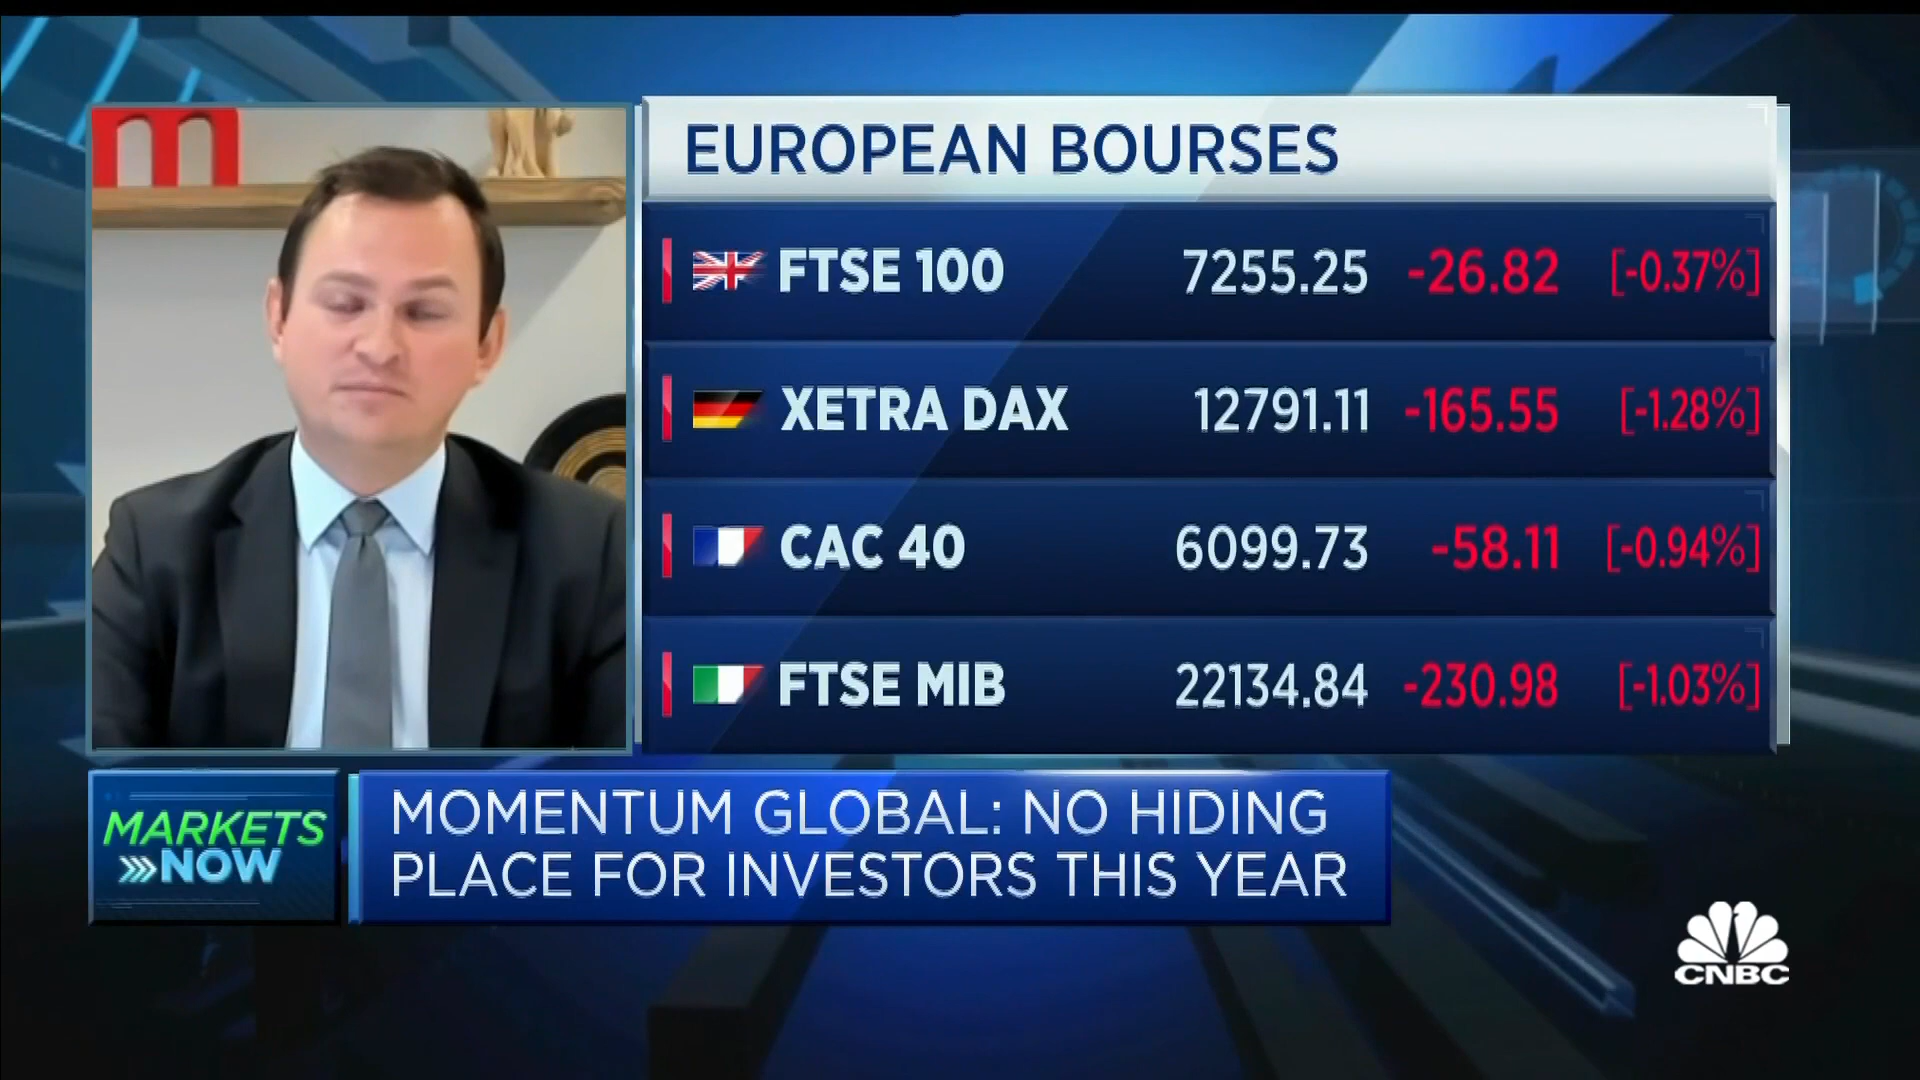 m
EUROPEAN BOURSES
FTSE 100 7255.25 -26.82 [-0.37%]
XETRA DAX 12791.11 -165.55 [-1.28%]
CAC 40 6099.73 -58.11 [-0.94%]
FTSE MIB 22134.84 -230.98 [-1.03%]
MARKETS
NOW
MOMENTUM GLOBAL: NO HIDING
PLACE FOR INVESTORS THIS YEAR
CNBC